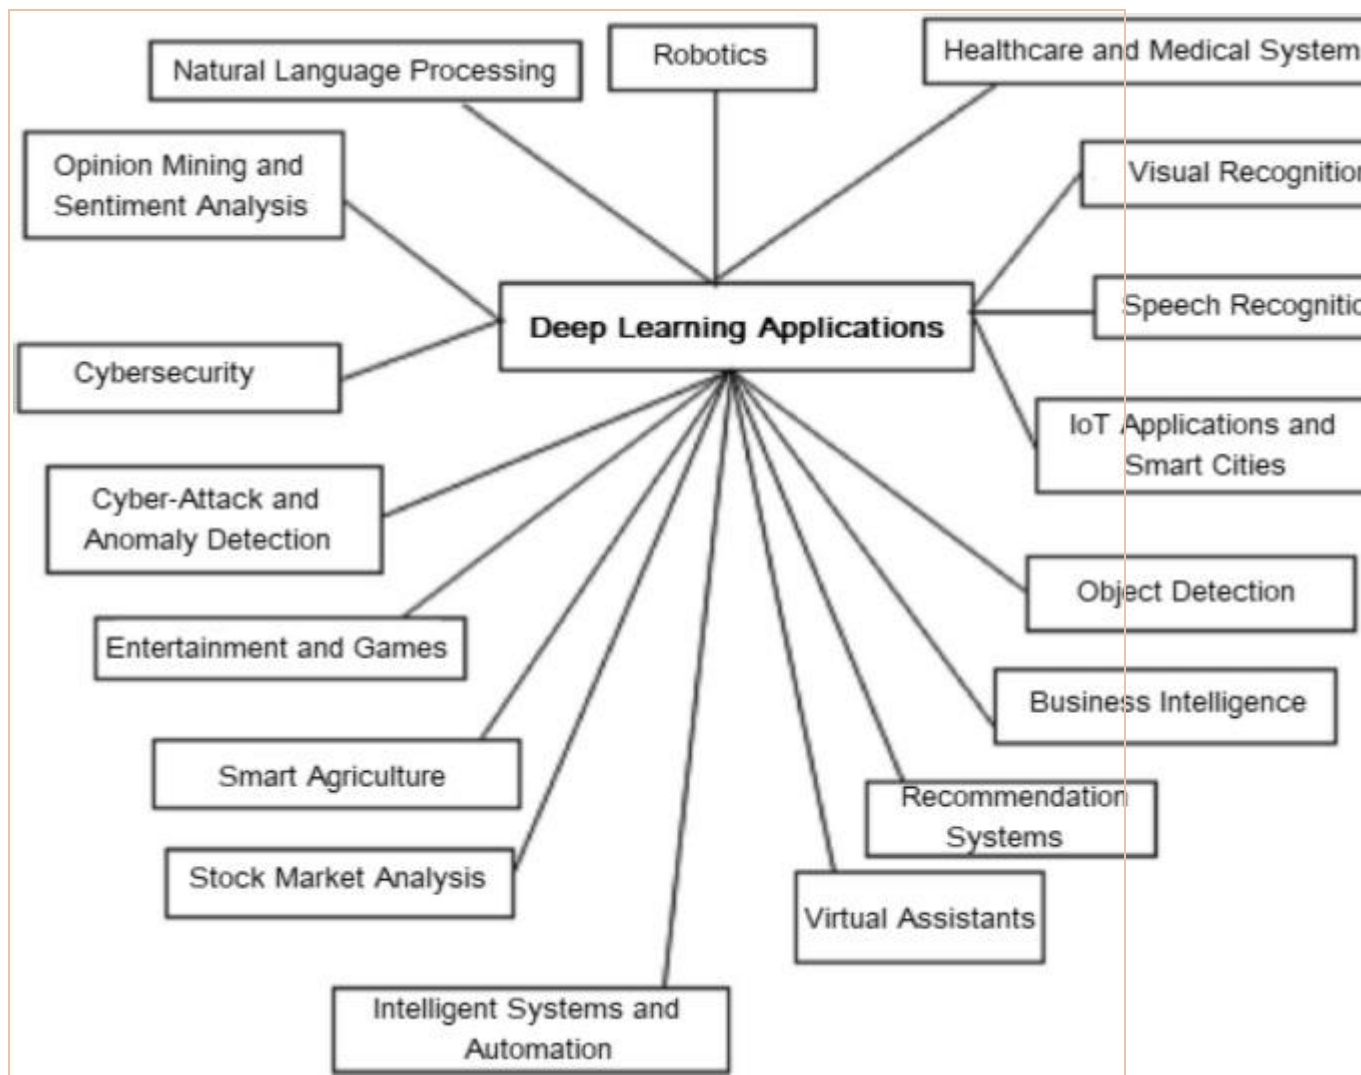 Natural Language Processing
Robotics
Healthcare and Medical System
Opinion Mining and
Sentiment Analysis
Visual Recognition
Deep Learning Applications
Speech Recognitio
Cybersecurity
IoT Applications and
Smart Cities
Cyber-Attack and
Anomaly Detection
Object Detection
Entertainment and Games
Business Intelligence
Smart Agriculture
Recommendation
Systems
Stock Market Analysis
Virtual Assistants
Intelligent Systems and
Automation